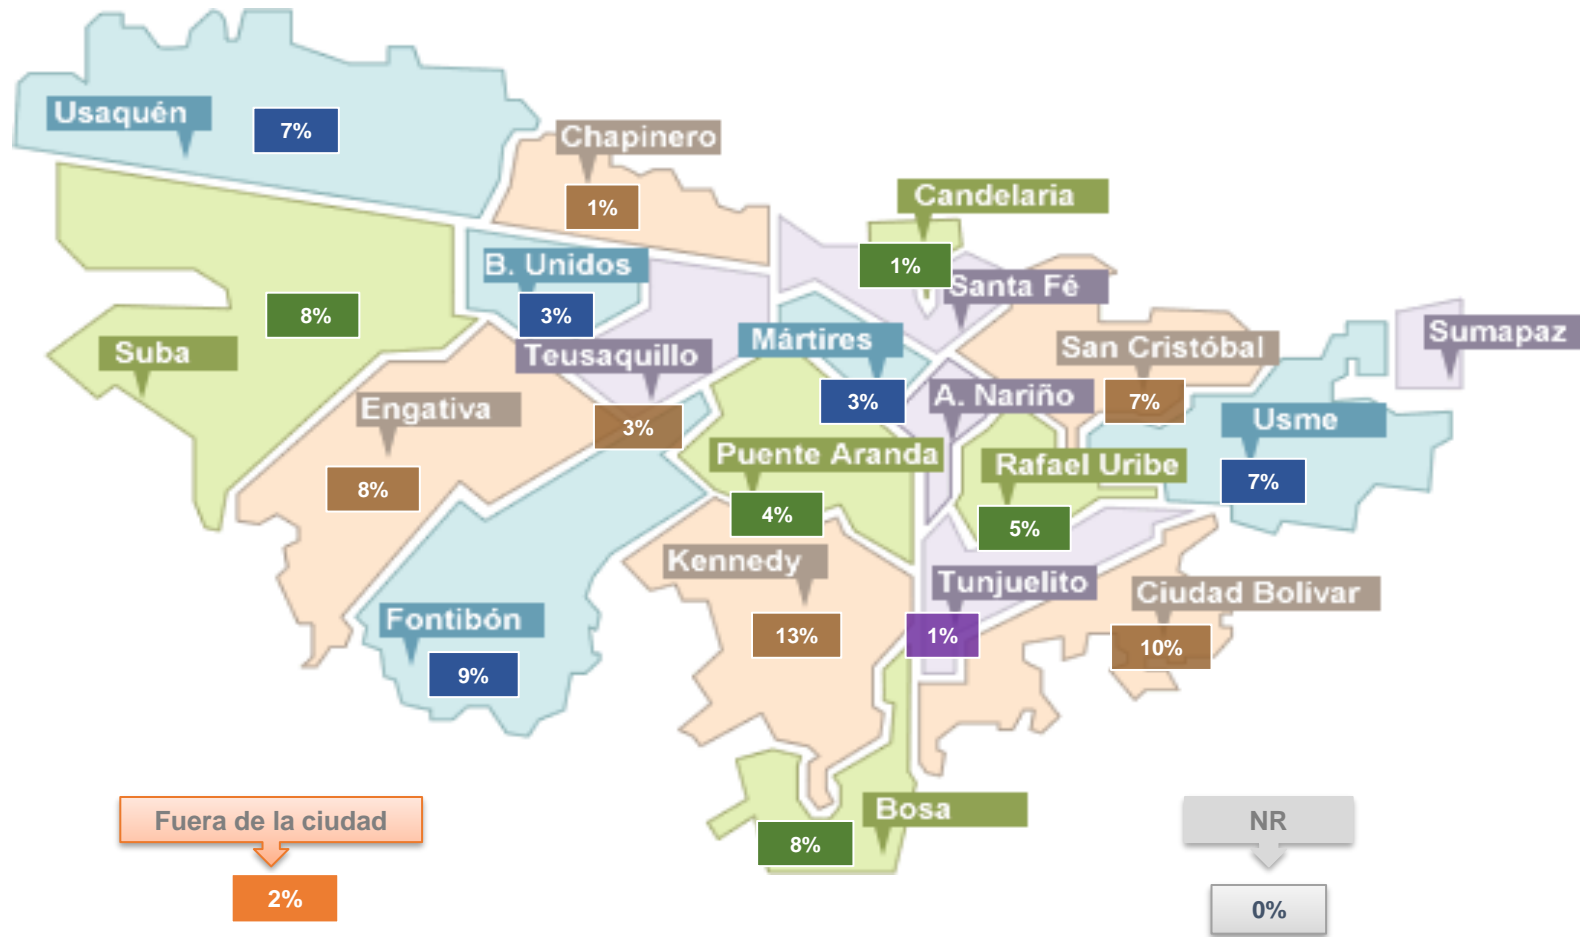 Usaquén
7%
Chapinero
1%
Candelaria
1%
B. Unidos
3%
Santa Fé
8%
Suba
Teusaquillo
Mártires
3%
San Cristóbal
7%
Sumapaz
Engativa
3%
A. Nariño
Usme
7%
8%
Puente Aranda
4%
Rafael Uribe
5%
Kennedy
13%
Tunjuelito
1%
Ciudad Bolívar
10%
Fontibón
9%
Bosa
8%
Fuera de la ciudad
2%
NR
0%